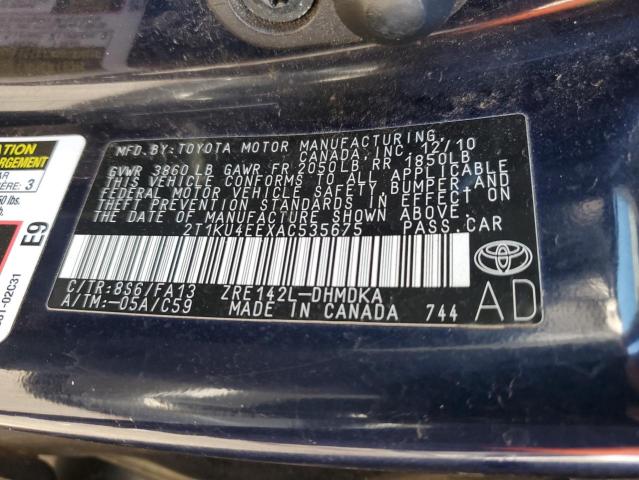 MFD. BY: TOYOTA MOTOR MANUFACTURING,
CANADA INC. 12/10
GVWR 3860 LB GAWR FR 2050LB RR 1850LB
THIS VEHICLE CONFORMS TO ALL APPLICABLE
FEDERAL MOTOR VEHICLE SAFETY, BUMPER, AND
THEFT PREVENTION STANDARDS IN EFFECT ON
THE DATE OF MANUFACTURE SHOWN ABOVE.
2T1KU4EEXAC535675 PASS.CAR
C/TR: 8S6/FA13 ZRE142L-DHMDKA
A/TM: -05A/C59 MADE IN CANADA 744
AD
E9